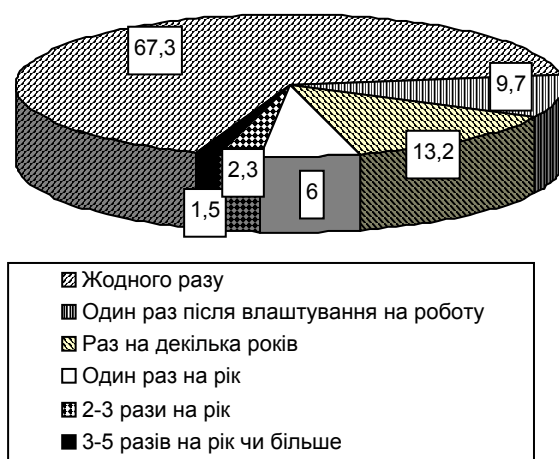 67,3
9,7
13,2
2,3
6
1,5
Жодного разу
Один раз після влаштування на роботу
Раз на декілька років
Один раз на рік
2-3 рази на рік
3-5 разів на рік чи більше